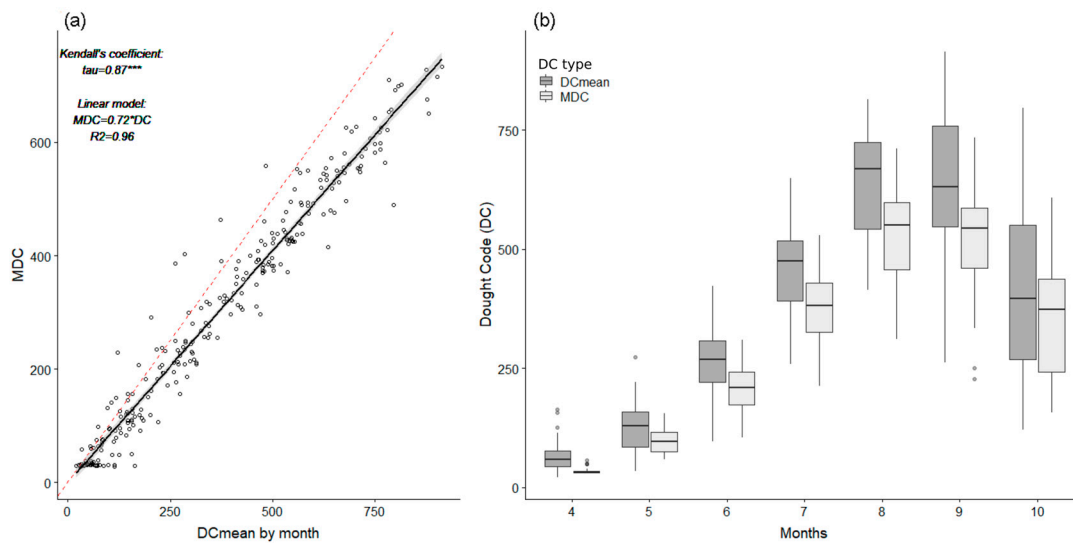 (a)
Kendall's coefficient:
tau=0.87***
Linear model:
MDC=0.72*DC
R2=0.96
600
400
200
0
MDC
0
250
500
750
DCmean by month
(b)
DC type
DCmean
MDC
750
500
250
0
Dought Code (DC)
4
5
6
7
8
9
10
Months